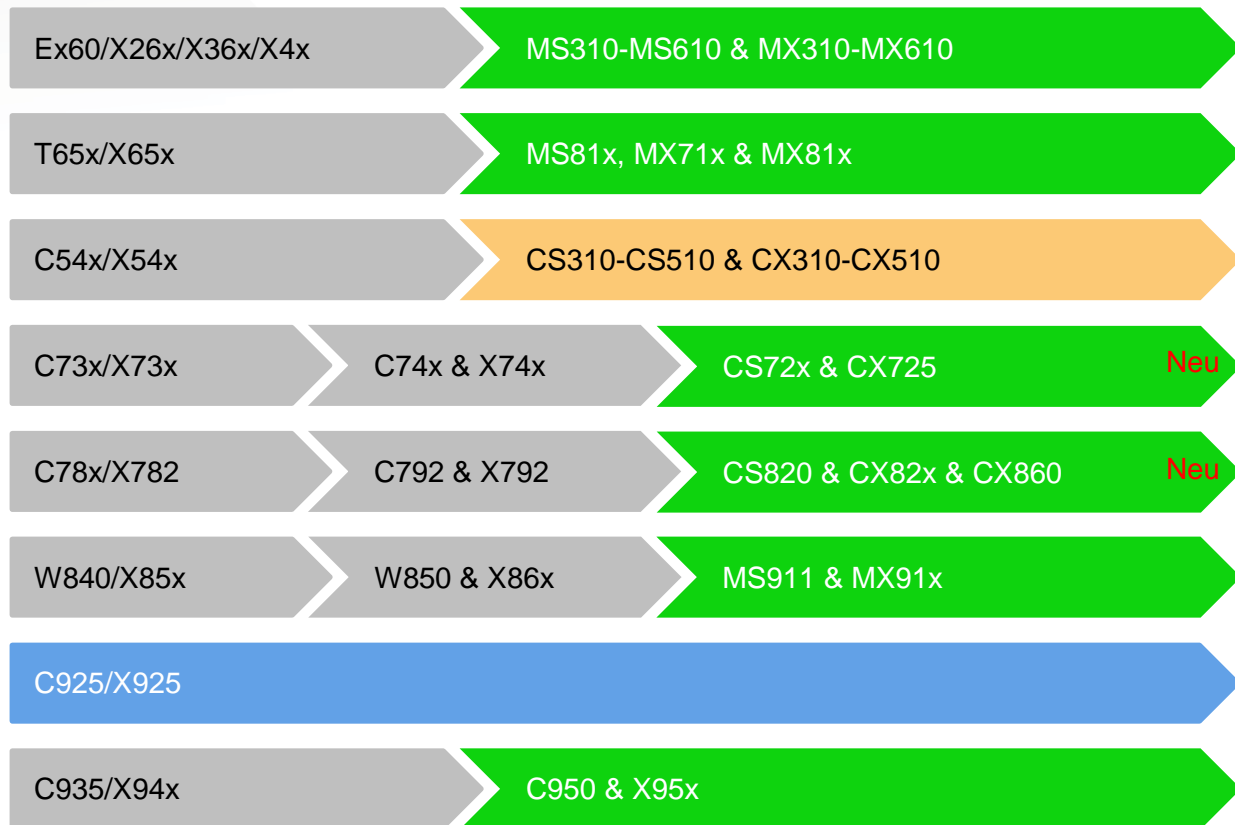 Ex60/X26x/X36x/X4x MS310-MS610 & MX310-MX610
T65x/X65x MS81x, MX71x & MX81x
C54x/X54x CS310-CS510 & CX310-CX510
C73x/X73x C74x & X74x CS72x & CX725 Neu
C78x/X782 C792 & X792 CS820 & CX82x & CX860 Neu
W840/X85x W850 & X86x MS911 & MX91x
C925/X925
C935/X94x C950 & X95x